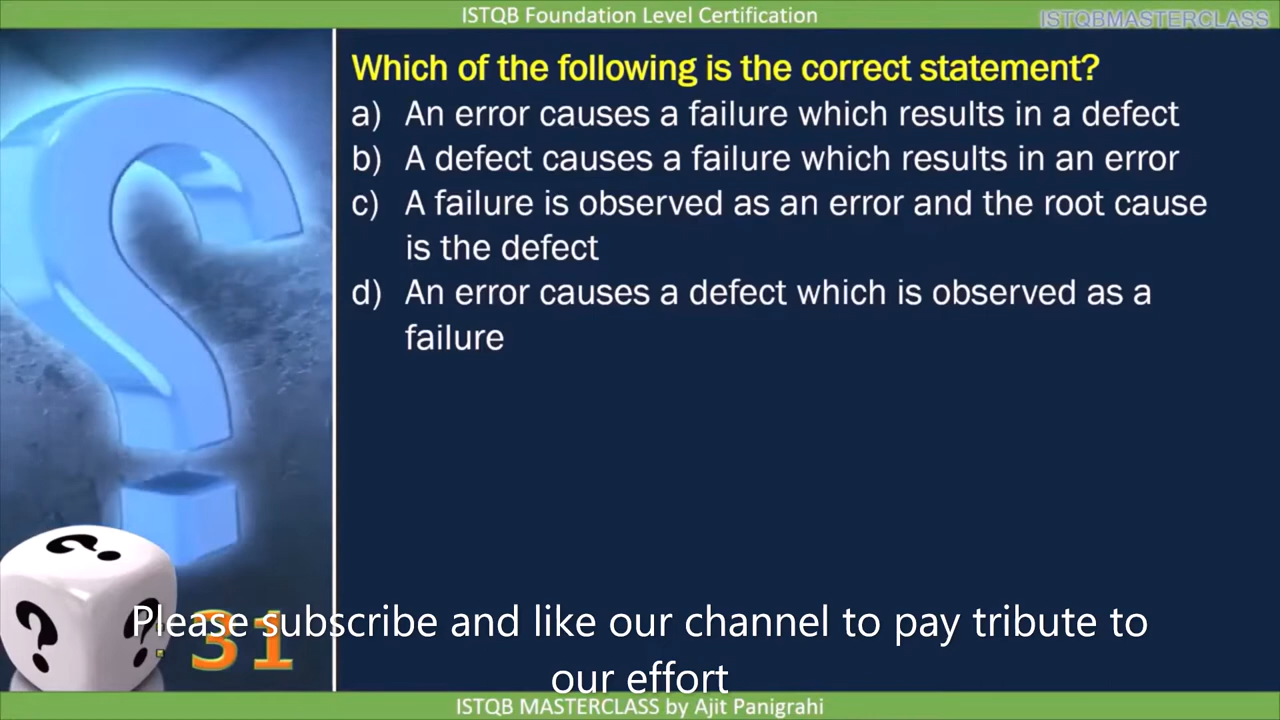 ISTQB Foundation Level Certification
ISTQBMASTERCLASS
Which of the following is the correct statement?
a) An error causes a failure which results in a defect
b) A defect causes a failure which results in an error
c) A failure is observed as an error and the root cause
is the defect
d) An error causes a defect which is observed as a
failure
? ? ?
31
Please subscribe and like our channel to pay tribute to
our effort
ISTQB MASTERCLASS by Ajit Panigrahi